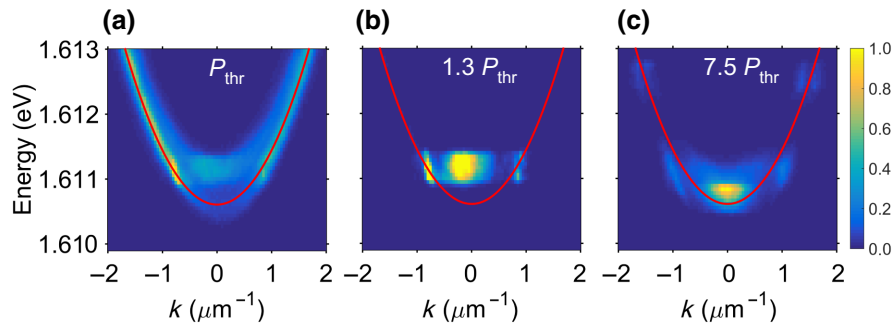 (a) (b) (c)
P_thr 1.3 P_thr 7.5 P_thr
Energy (eV)
1.613
1.612
1.611
1.610
1.0
0.8
0.6
0.4
0.2
0.0
−2 −1 0 1 2
−2 −1 0 1 2
−2 −1 0 1 2
k (μm⁻¹) k (μm⁻¹) k (μm⁻¹)